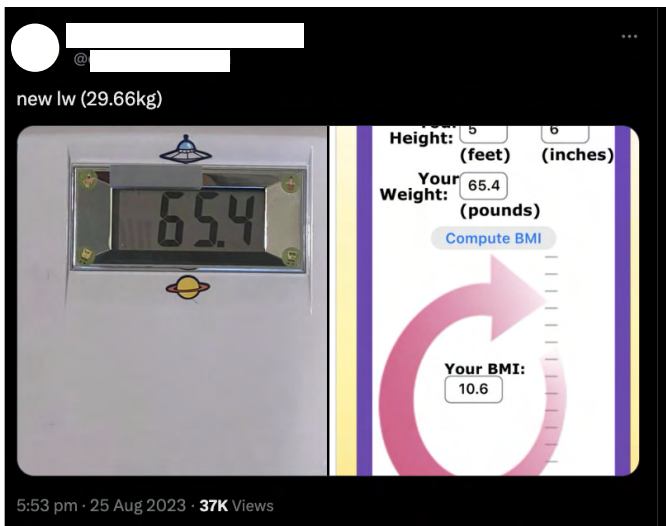 @
new lw (29.66kg)
65.4
Your
Height:
5
6
(feet)
(inches)
Your
Weight:
65.4
(pounds)
Compute BMI
Your BMI:
10.6
5:53 pm · 25 Aug 2023 · 37K Views